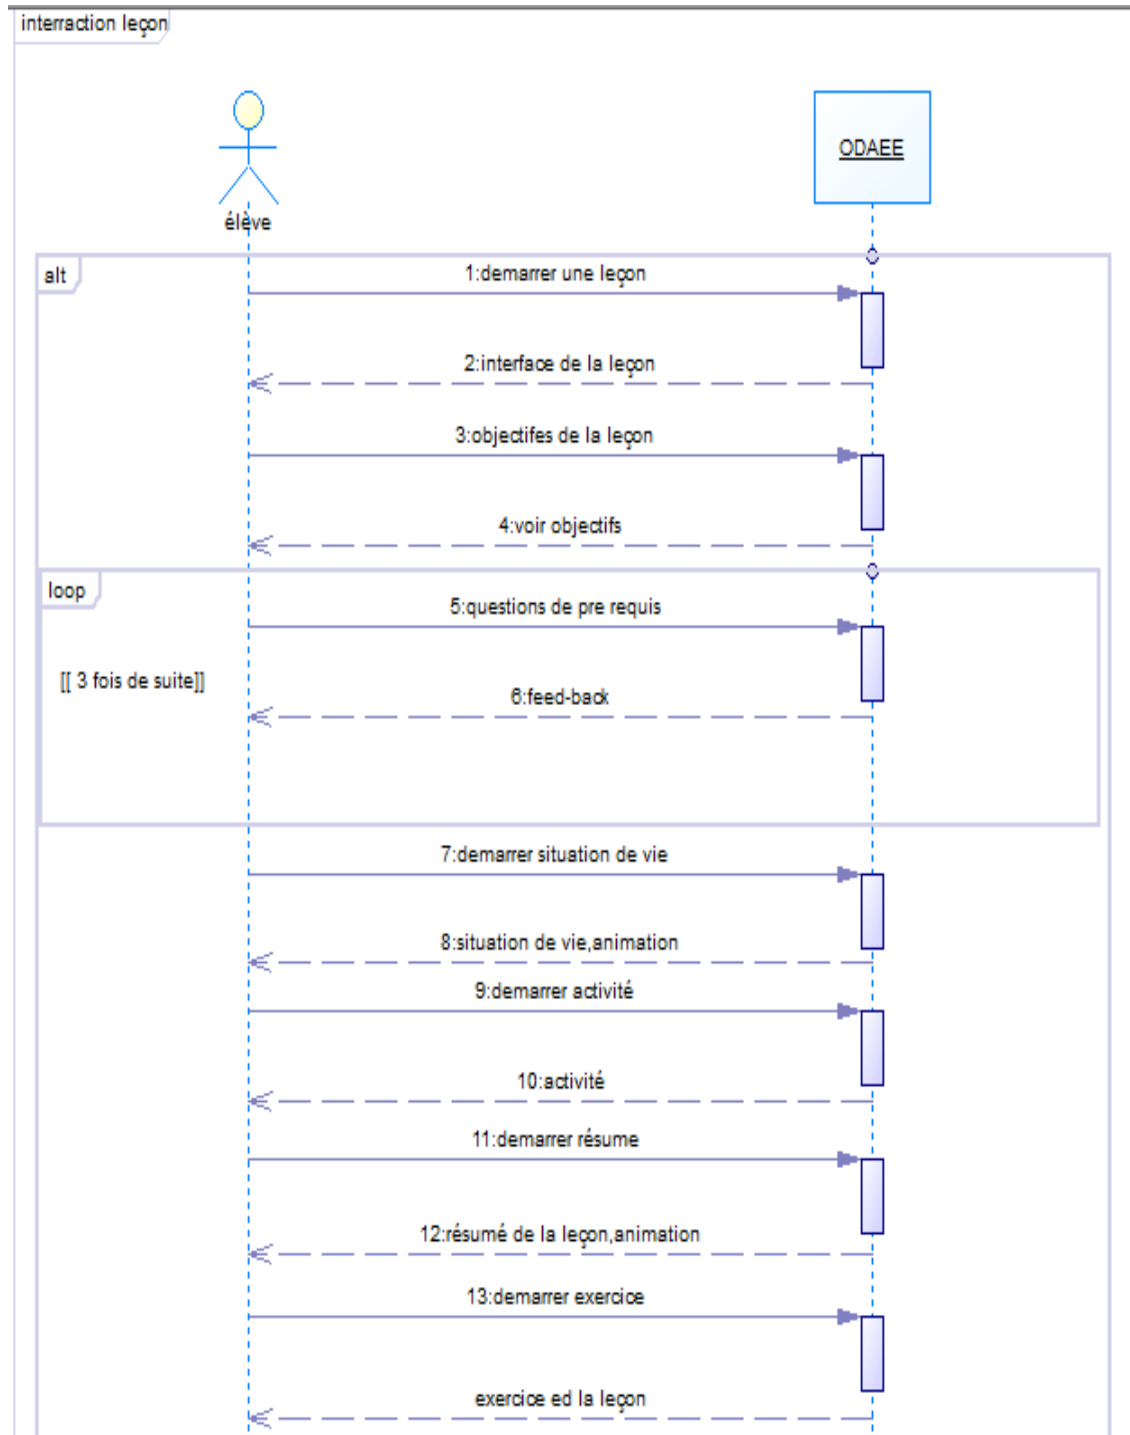 interraction leçon
ODAEE
élève
alt
1:demarrer une leçon
2:interface de la leçon
3:objectifes de la leçon
4:voir objectifs
loop
5:questions de pre requis
[[ 3 fois de suite]]
6:feed-back
7:demarrer situation de vie
8:situation de vie,animation
9:demarrer activité
10:activité
11:demarrer résume
12:résumé de la leçon,animation
13:demarrer exercice
exercice ed la leçon